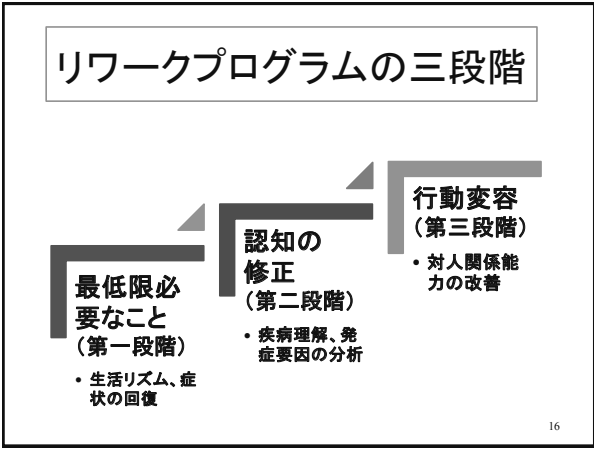 リワークプログラムの三段階
最低限必
要なこと
（第一段階）
• 生活リズム、症
状の回復
認知の
修正
（第二段階）
• 疾病理解、発
症要因の分析
行動変容
（第三段階）
• 対人関係能
力の改善
16